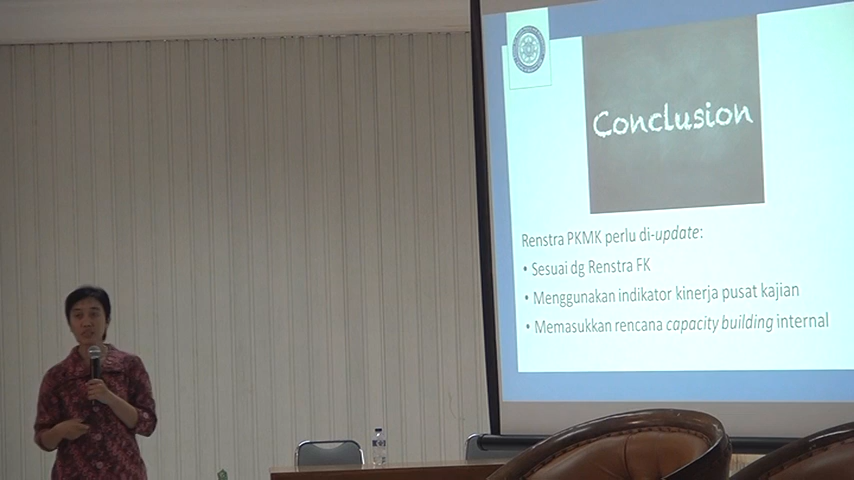 Conclusion
Renstra PKMK perlu di-update:
• Sesuai dg Renstra FK
• Menggunakan indikator kinerja pusat kajian
• Memasukkan rencana capacity building internal